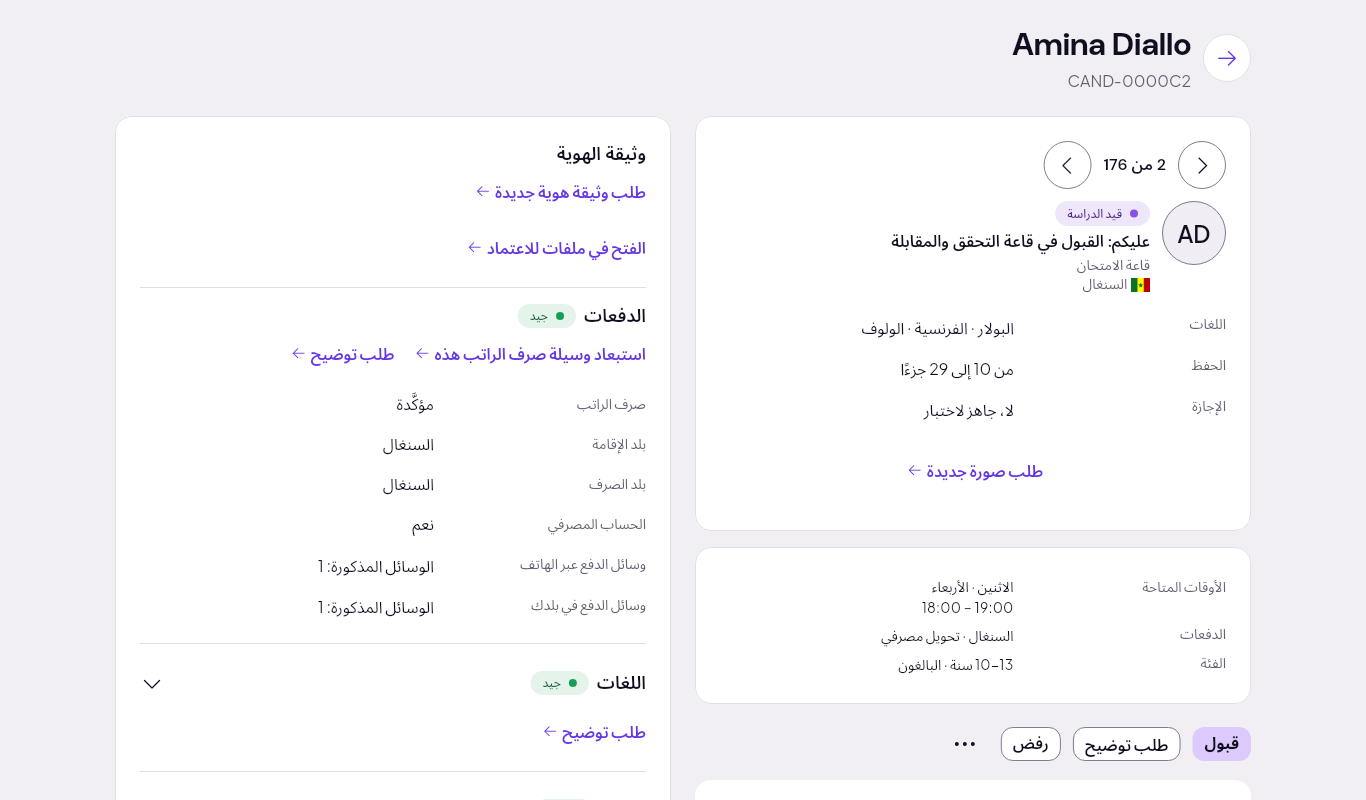 Amina Diallo
CAND-0000C2
2 من 176
AD
قيد الدراسة
عليكم: القبول في قاعة التحقق والمقابلة
قاعة الامتحان
السنغال
اللغات
البولار · الفرنسية · الولوف
الحفظ
من 10 إلى 29 جزءًا
الإجازة
لا، جاهز لاختبار
طلب صورة جديدة ←
الأوقات المتاحة
الاثنين · الأربعاء
18:00 – 19:00
الدفعات
السنغال · تحويل مصرفي
الفئة
10–13 سنة · البالغون
قبول
طلب توضيح
رفض
وثيقة الهوية
طلب وثيقة هوية جديدة ←
الفتح في ملفات للاعتماد ←
الدفعات
جيد
استبعاد وسيلة صرف الراتب هذه ←
طلب توضيح ←
صرف الراتب
مؤكَّدة
بلد الإقامة
السنغال
بلد الصرف
السنغال
الحساب المصرفي
نعم
وسائل الدفع عبر الهاتف
الوسائل المذكورة: 1
وسائل الدفع في بلدك
الوسائل المذكورة: 1
اللغات
جيد
طلب توضيح ←